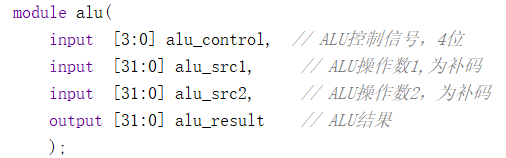 module alu(
input [3:0] alu_control, // ALU控制信号，4位
input [31:0] alu_src1, // ALU操作数1,为补码
input [31:0] alu_src2, // ALU操作数2，为补码
output [31:0] alu_result // ALU结果
);